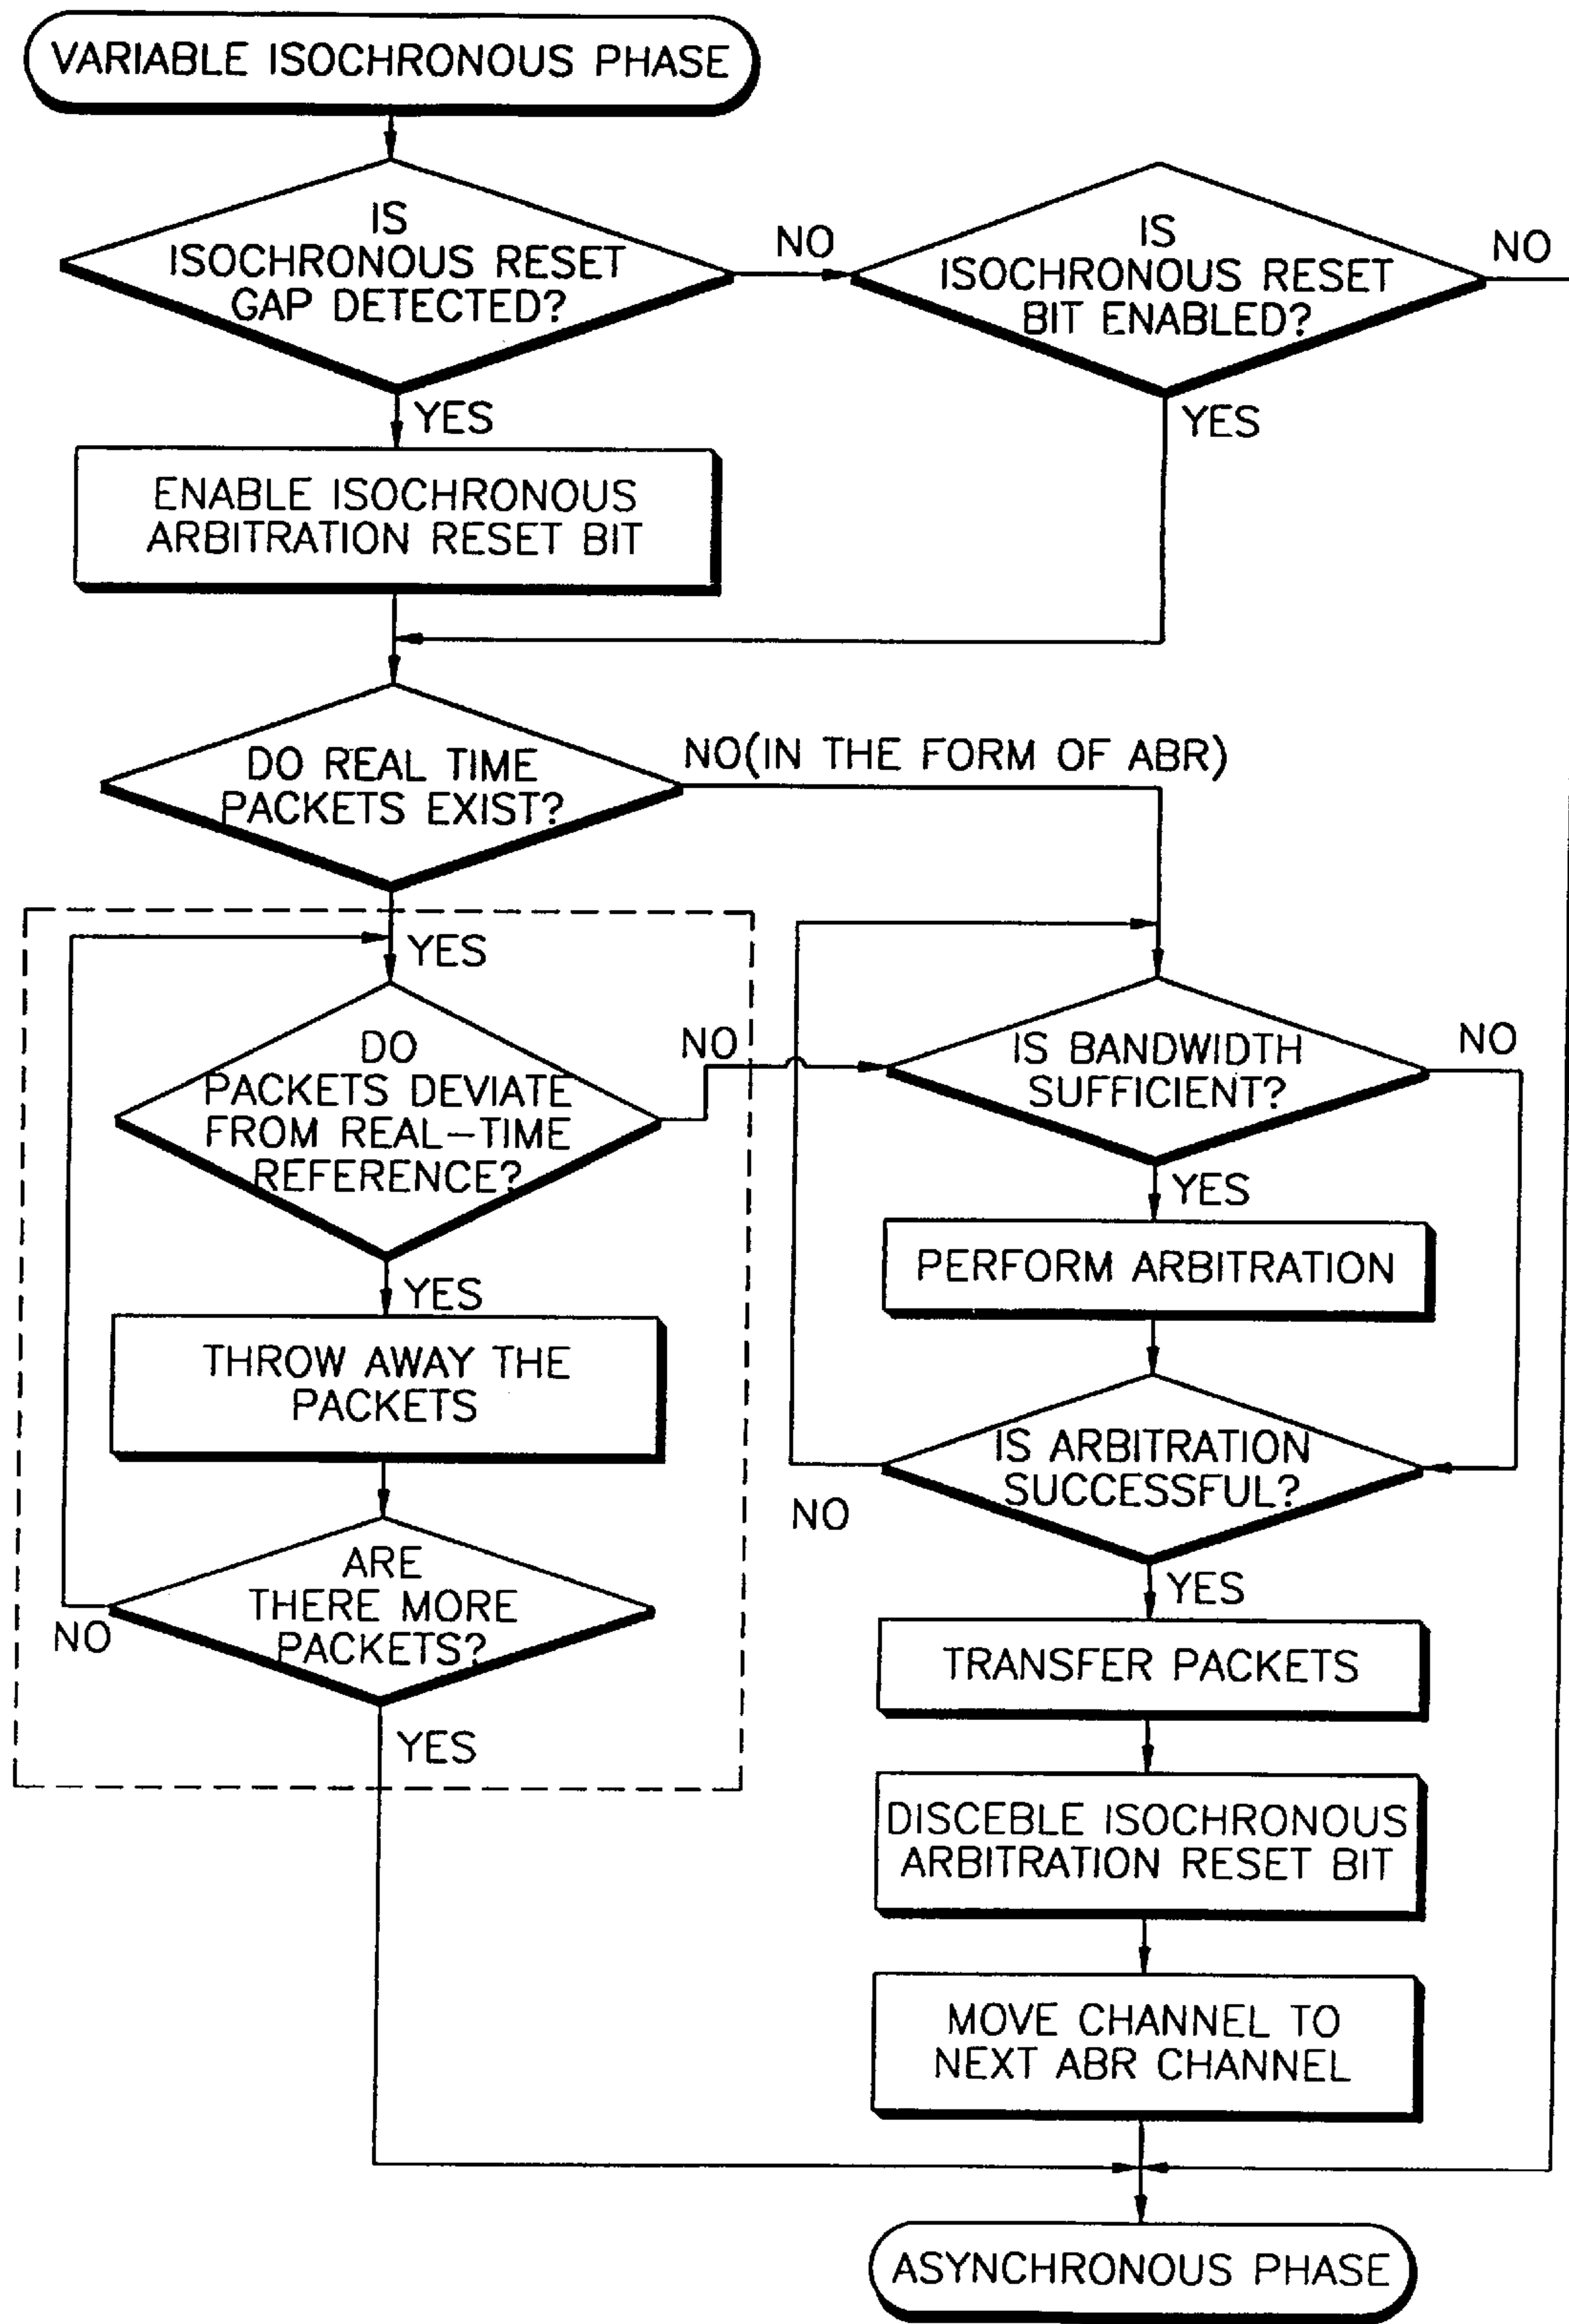 VARIABLE ISOCHRONOUS PHASE
IS
ISOCHRONOUS RESET
GAP DETECTED?
NO
IS
ISOCHRONOUS RESET
BIT ENABLED?
NO
YES
YES
ENABLE ISOCHRONOUS
ARBITRATION RESET BIT
DO REAL TIME
PACKETS EXIST?
NO(IN THE FORM OF ABR)
YES
DO
PACKETS DEVIATE
FROM REAL-TIME
REFERENCE?
NO
IS BANDWIDTH
SUFFICIENT?
NO
YES
YES
PERFORM ARBITRATION
THROW AWAY THE
PACKETS
IS ARBITRATION
SUCCESSFUL?
NO
YES
ARE
THERE MORE
PACKETS?
NO
YES
TRANSFER PACKETS
DISCEBLE ISOCHRONOUS
ARBITRATION RESET BIT
MOVE CHANNEL TO
NEXT ABR CHANNEL
ASYNCHRONOUS PHASE